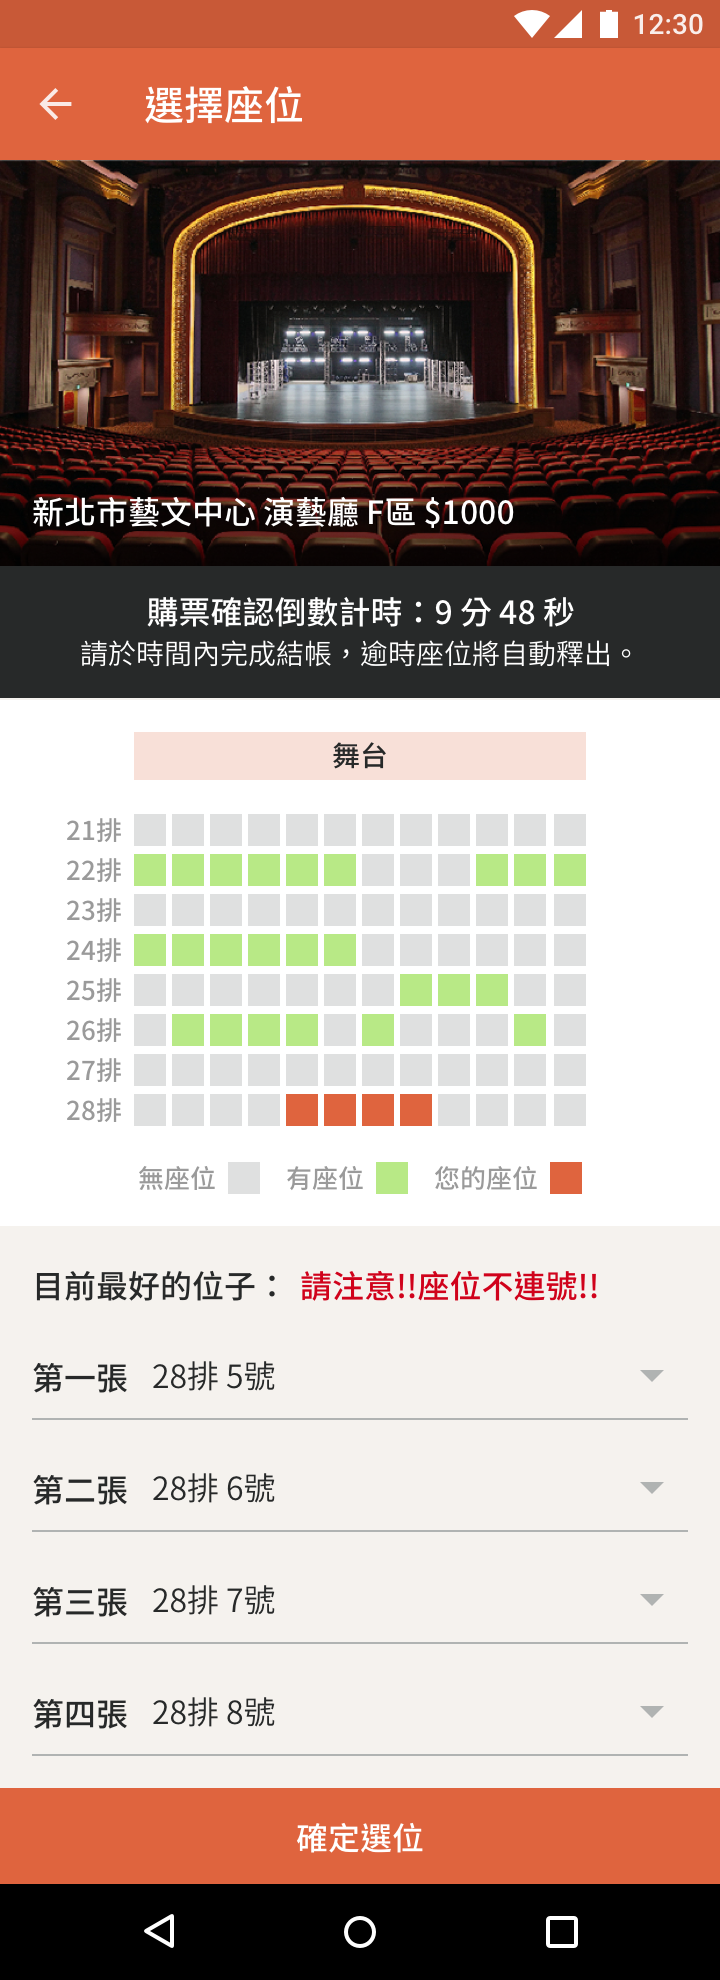 12:30
選擇座位
新北市藝文中心 演藝廳 F區 $1000
購票確認倒數計時：9 分 48 秒
請於時間內完成結帳，逾時座位將自動釋出。
舞台
21排
22排
23排
24排
25排
26排
27排
28排
無座位 有座位 您的座位
目前最好的位子： 請注意!!座位不連號!!
第一張 28排 5號
第二張 28排 6號
第三張 28排 7號
第四張 28排 8號
確定選位